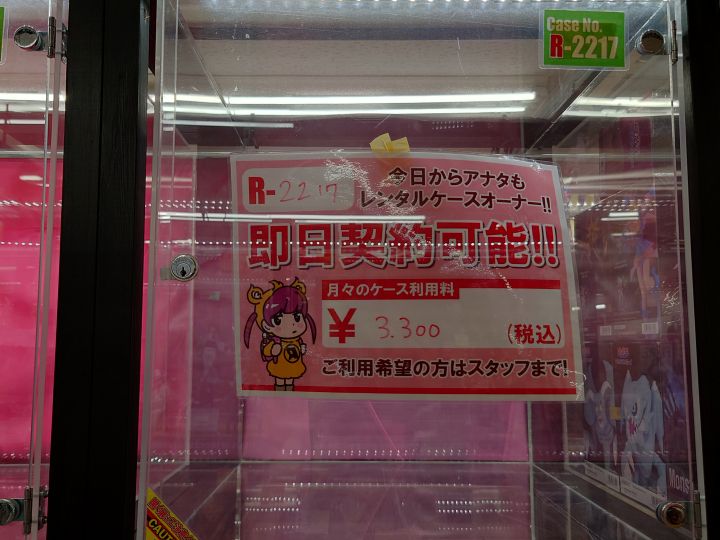 Case No.
R-2217
R-2217
今日からアナタも
レンタルケースオーナー!!
即日契約可能!!
月々のケース利用料
¥ 3.300 (税込)
ご利用希望の方はスタッフまで!
CAUTION